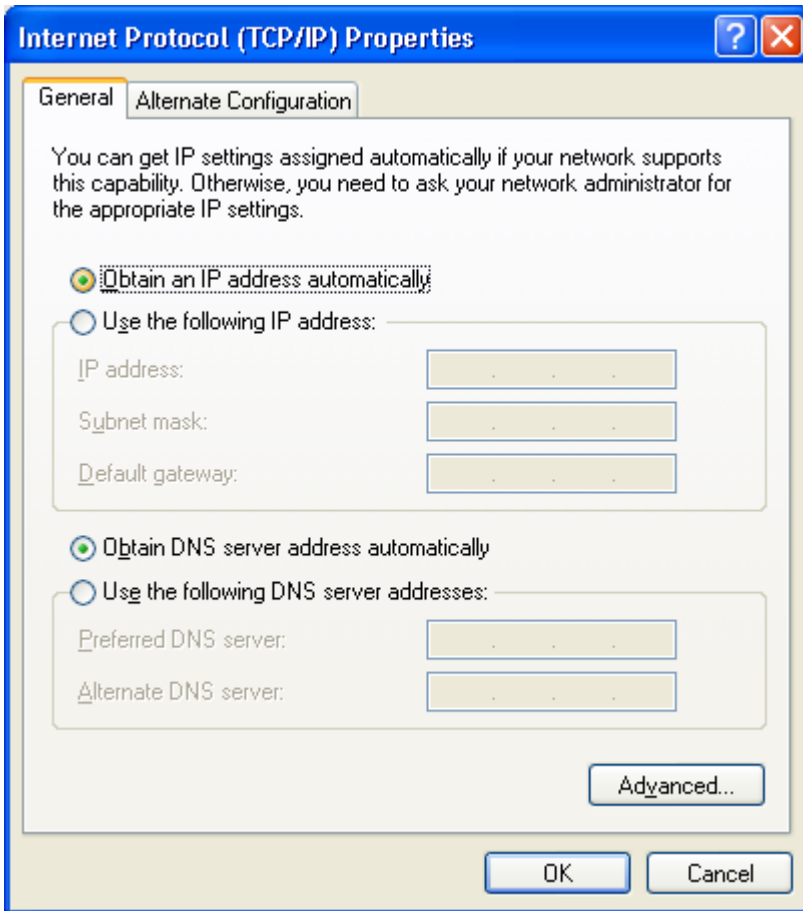 Internet Protocol (TCP/IP) Properties
General
Alternate Configuration
You can get IP settings assigned automatically if your network supports
this capability. Otherwise, you need to ask your network administrator for
the appropriate IP settings.
Obtain an IP address automatically
Use the following IP address:
IP address:
Subnet mask:
Default gateway:
Obtain DNS server address automatically
Use the following DNS server addresses:
Preferred DNS server:
Alternate DNS server:
Advanced...
OK
Cancel